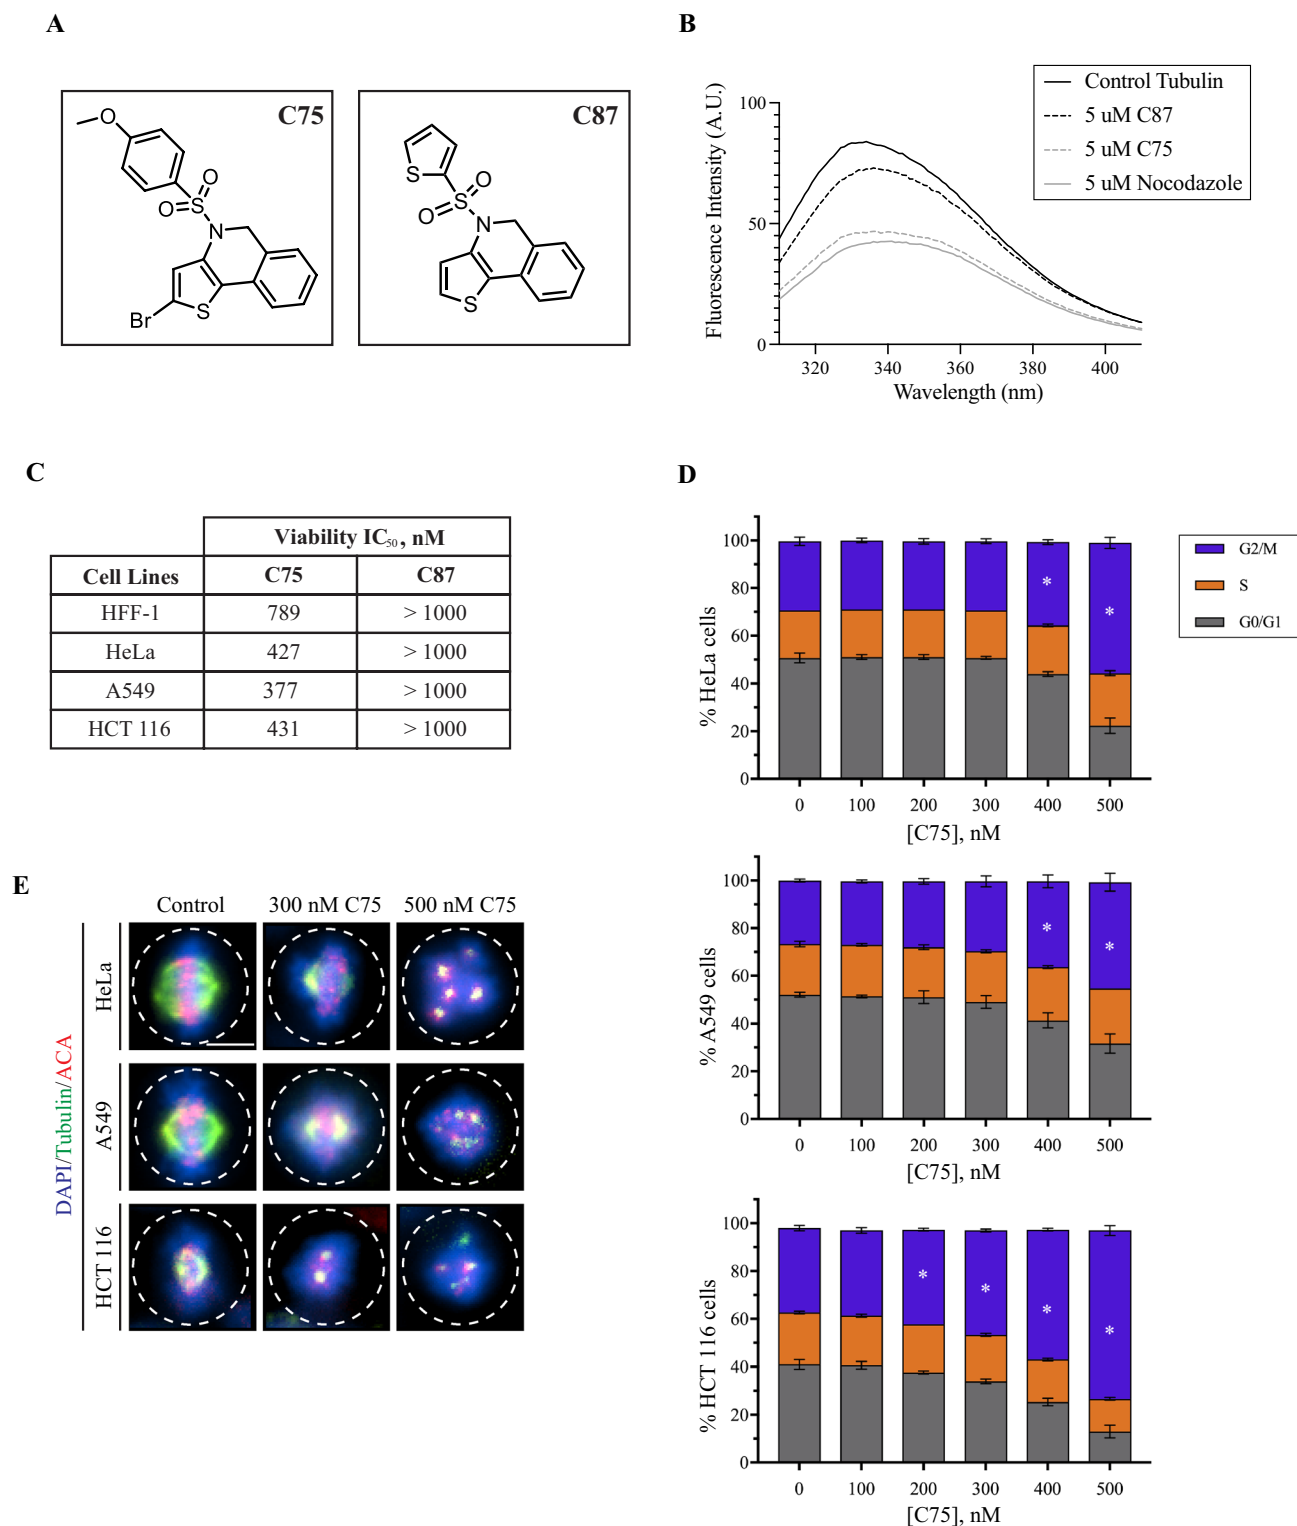 A
C75
O
O
S
O
N
Br
S
C87
S
O
S
O
N
S
B
Control Tubulin
5 uM C87
5 uM C75
5 uM Nocodazole
Fluorescence Intensity (A.U.)
100
50
0
320 340 360 380 400
Wavelength (nm)
C
Viability IC50, nM
Cell Lines C75 C87
HFF-1 789 > 1000
HeLa 427 > 1000
A549 377 > 1000
HCT 116 431 > 1000
D
G2/M
S
G0/G1
% HeLa cells
100
80
60
40
20
0
* *
0 100 200 300 400 500
[C75], nM
% A549 cells
100
80
60
40
20
0
* *
0 100 200 300 400 500
[C75], nM
% HCT 116 cells
100
80
60
40
20
0
* * * *
0 100 200 300 400 500
[C75], nM
E
Control 300 nM C75 500 nM C75
DAPI/Tubulin/ACA
HeLa
A549
HCT 116